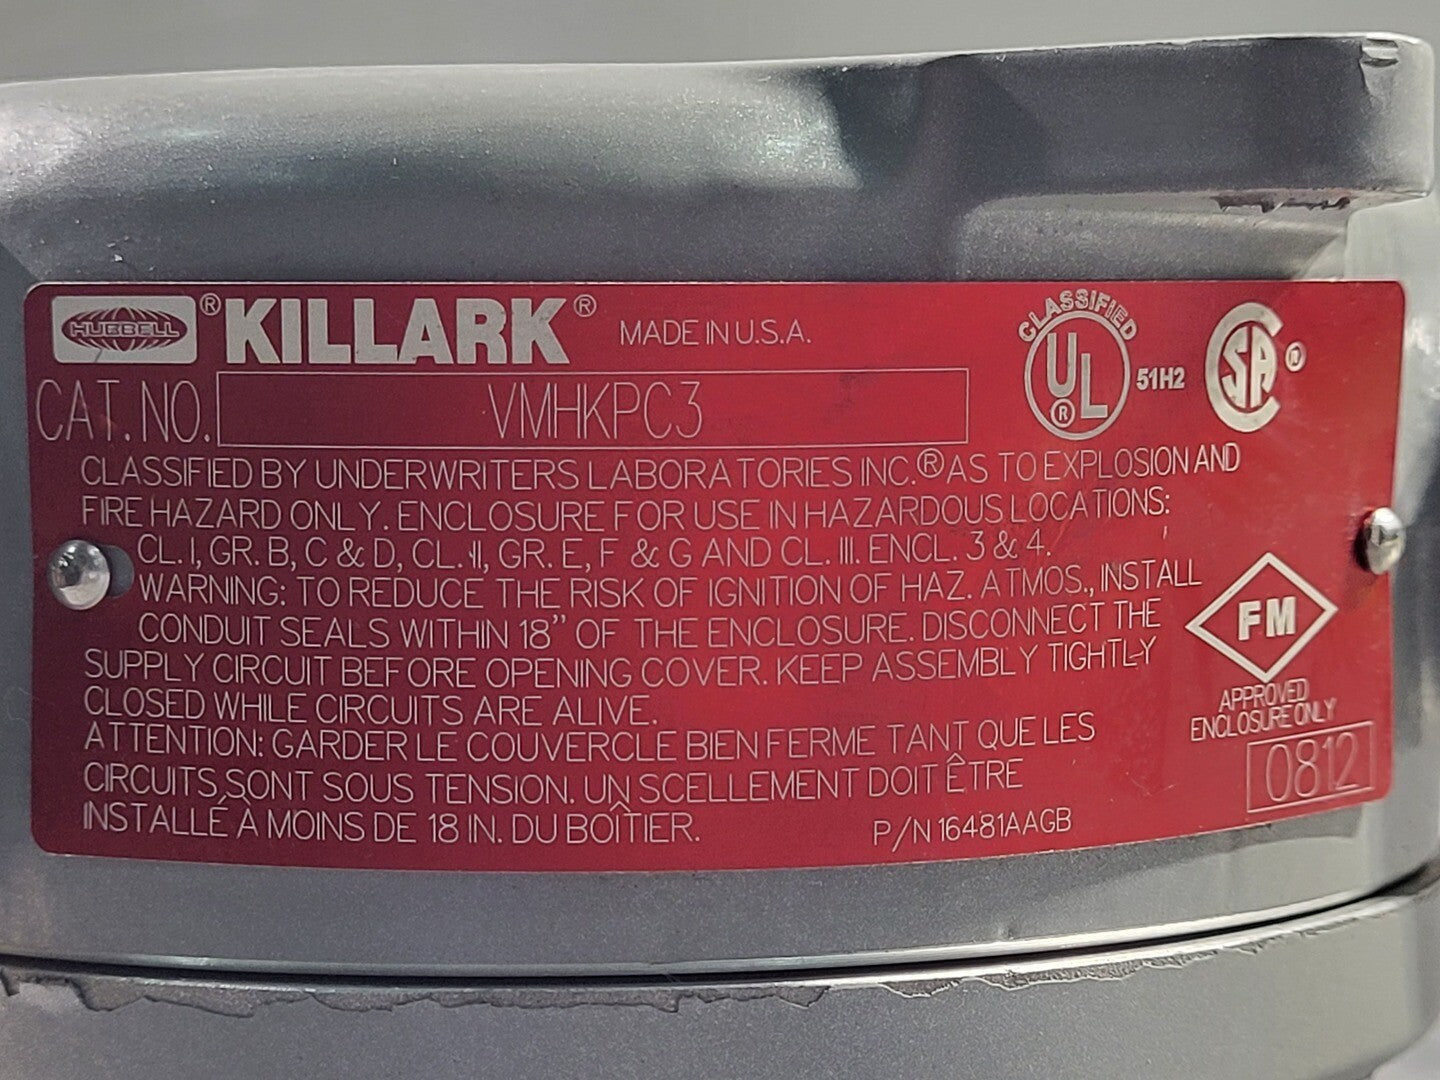 HUBBELL ® KILLARK ® MADE IN U.S.A.
CAT. NO. VMHKPC3
CLASSIFIED UL ® 51H2
CSA ®
CLASSIFIED BY UNDERWRITERS LABORATORIES INC.® AS TO EXPLOSION AND
FIRE HAZARD ONLY. ENCLOSURE FOR USE IN HAZARDOUS LOCATIONS:
CL. I, GR. B, C & D, CL. II, GR. E, F & G AND CL. III. ENCL. 3 & 4.
WARNING: TO REDUCE THE RISK OF IGNITION OF HAZ. ATMOS., INSTALL
CONDUIT SEALS WITHIN 18" OF THE ENCLOSURE. DISCONNECT THE
SUPPLY CIRCUIT BEFORE OPENING COVER. KEEP ASSEMBLY TIGHTLY
CLOSED WHILE CIRCUITS ARE ALIVE.
ATTENTION: GARDER LE COUVERCLE BIEN FERME TANT QUE LES
CIRCUITS SONT SOUS TENSION. UN SCELLEMENT DOIT ÊTRE
INSTALLÉ À MOINS DE 18 IN. DU BOÎTIER.
P/N 16481AAGB
FM
APPROVED
ENCLOSURE ONLY
0812